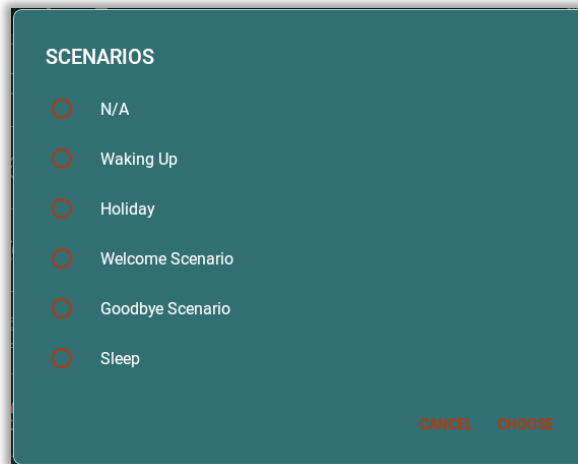 SCENARIOS
N/A
Waking Up
Holiday
Welcome Scenario
Goodbye Scenario
Sleep
CANCEL CHOOSE